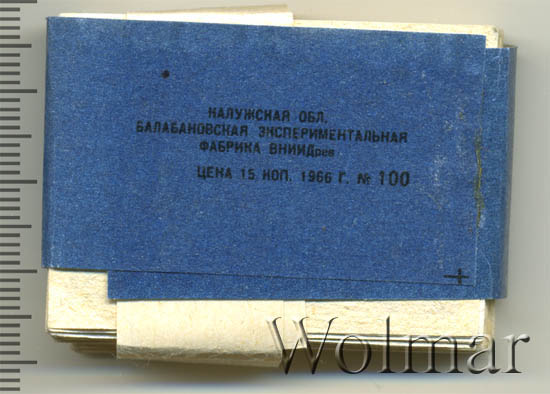 КАЛУЖСКАЯ ОБЛ.
БАЛАБАНОВСКАЯ ЭКСПЕРИМЕНТАЛЬНАЯ
ФАБРИКА ВНИИДрев
ЦЕНА 15 КОП. 1966 Г. № 100
Wolmar